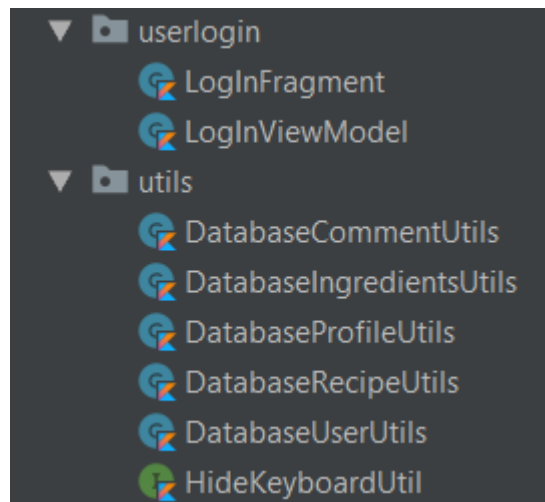 userlogin
LogInFragment
LogInViewModel
utils
DatabaseCommentUtils
DatabaseIngredientsUtils
DatabaseProfileUtils
DatabaseRecipeUtils
DatabaseUserUtils
HideKeyboardUtil